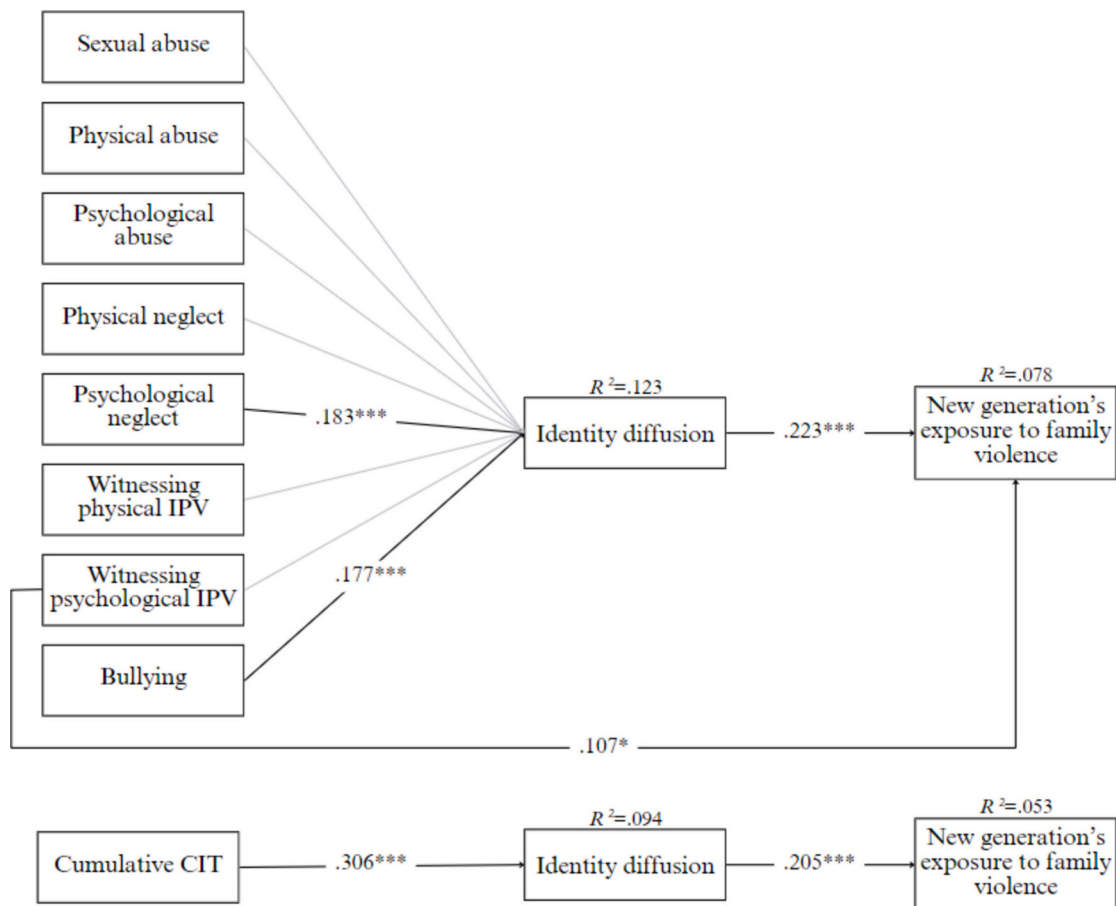 Sexual abuse
Physical abuse
Psychological
abuse
Physical neglect
Psychological
neglect
Witnessing
physical IPV
Witnessing
psychological IPV
Bullying
.183***
.177***
R²=.123
Identity diffusion
.223***
R²=.078
New generation's
exposure to family
violence
.107*
Cumulative CIT
.306***
R²=.094
Identity diffusion
.205***
R²=.053
New generation's
exposure to family
violence